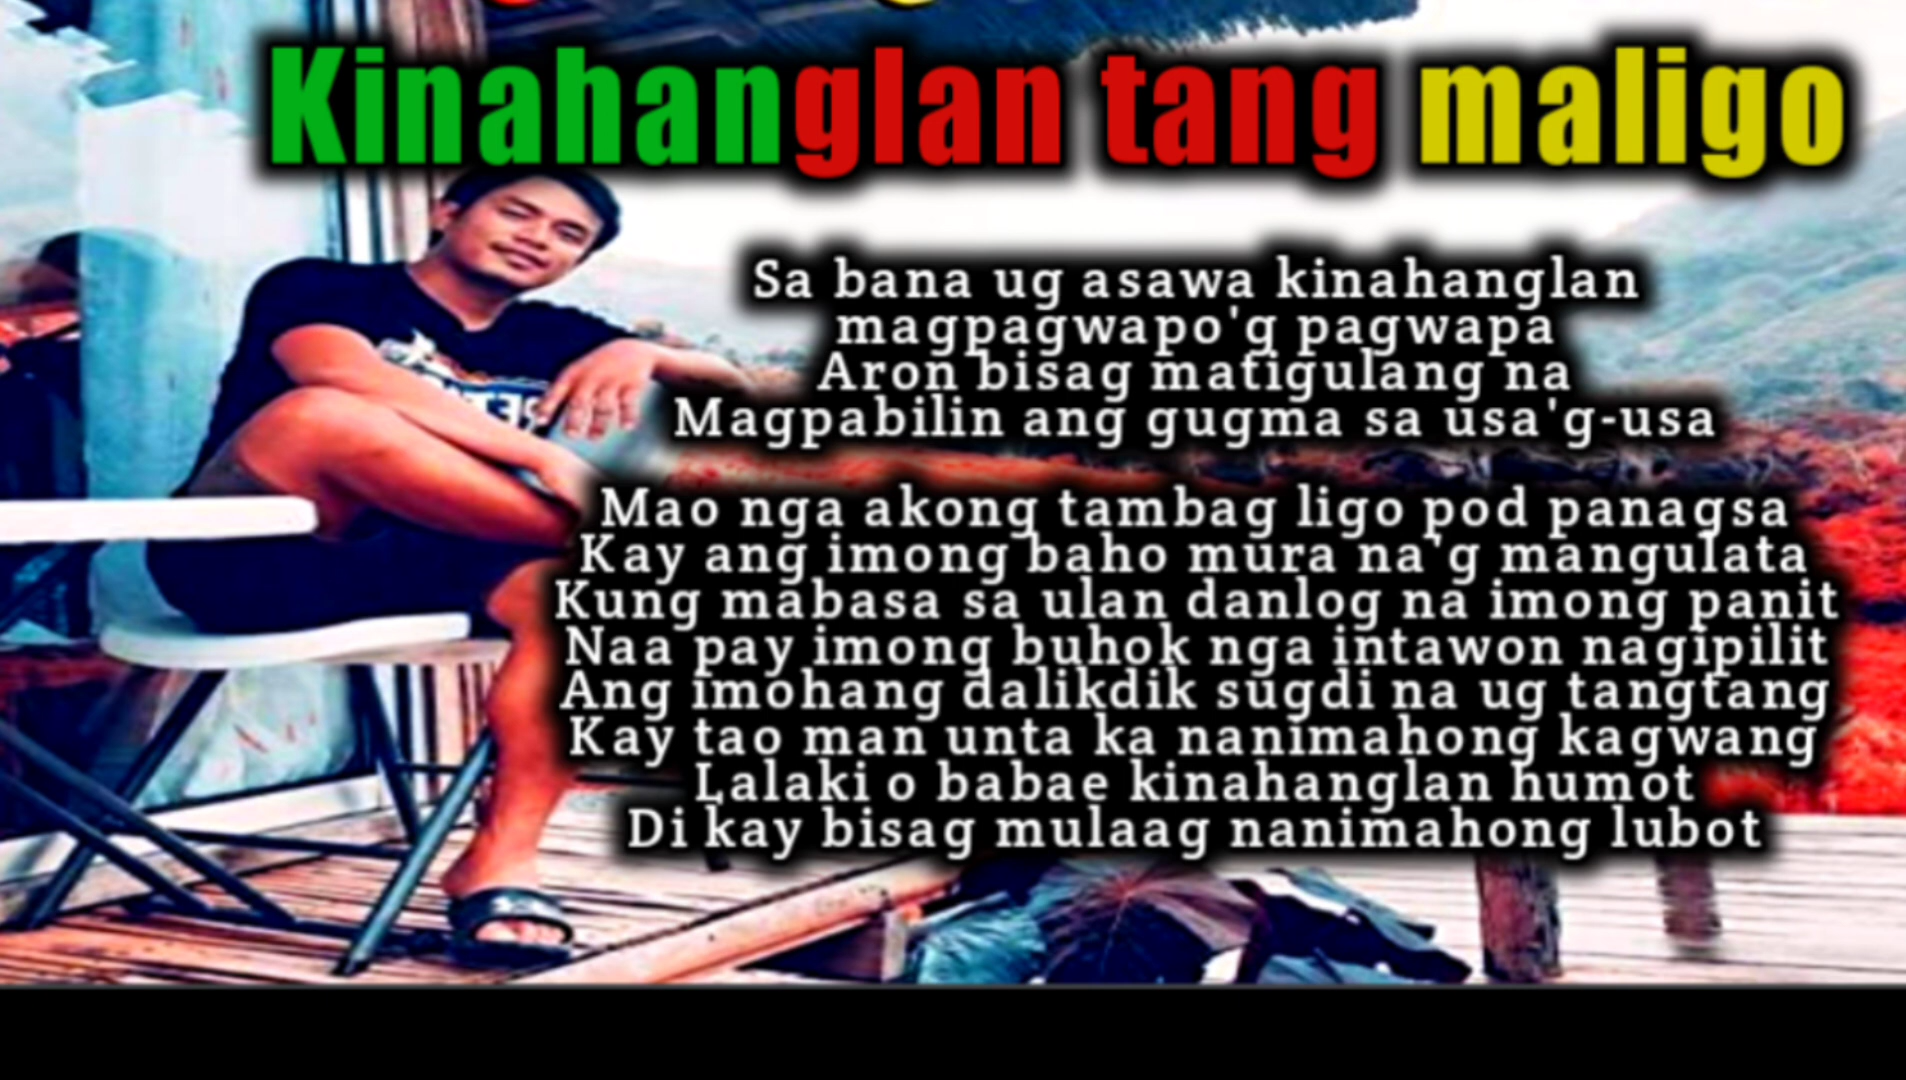 Kinahanglan tang maligo
Sa bana ug asawa kinahanglan
magpagwapo'g pagwapa
Aron bisag matigulang na
Magpabilin ang gugma sa usa'g-usa
Mao nga akong tambag ligo pod panagsa
Kay ang imong baho mura na'g mangulata
Kung mabasa sa ulan danlog na imong panit
Naa pay imong buhok nga intawon nagipilit
Ang imohang dalikdik sugdi na ug tangtang
Kay tao man unta ka nanimahong kagwang
Lalaki o babae kinahanglan humot
Di kay bisag mulaag nanimahong lubot